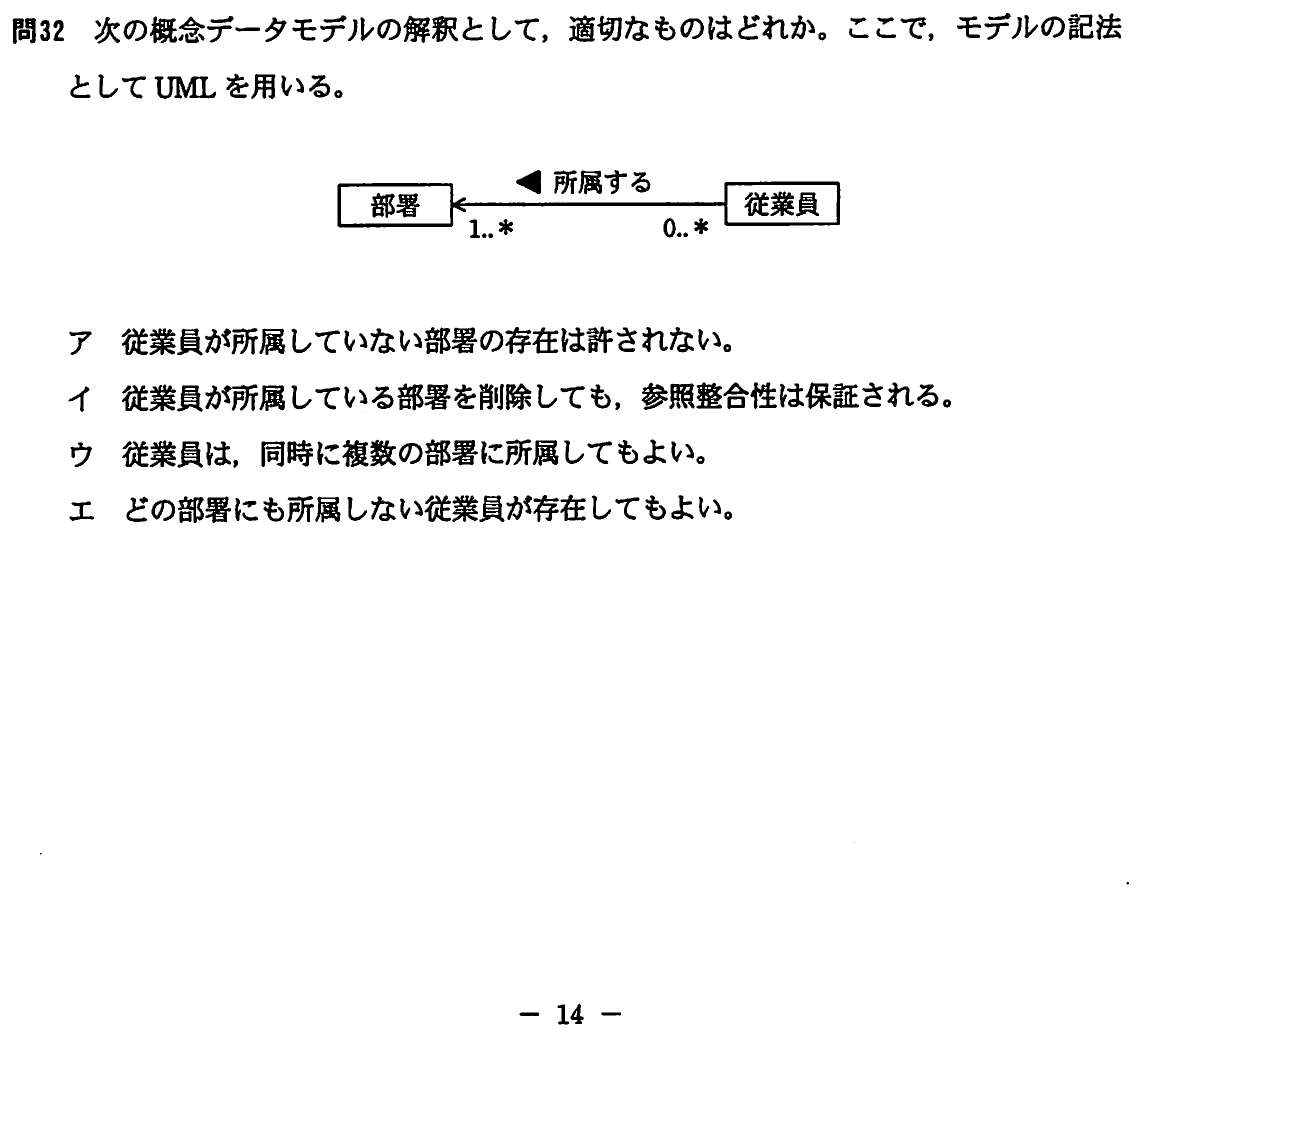 問32　次の概念データモデルの解釈として，適切なものはどれか。ここで，モデルの記法
として UML を用いる。
◀ 所属する
部署
従業員
1..*
0..*
ア　従業員が所属していない部署の存在は許されない。
イ　従業員が所属している部署を削除しても，参照整合性は保証される。
ウ　従業員は，同時に複数の部署に所属してもよい。
エ　どの部署にも所属しない従業員が存在してもよい。
－ 14 －